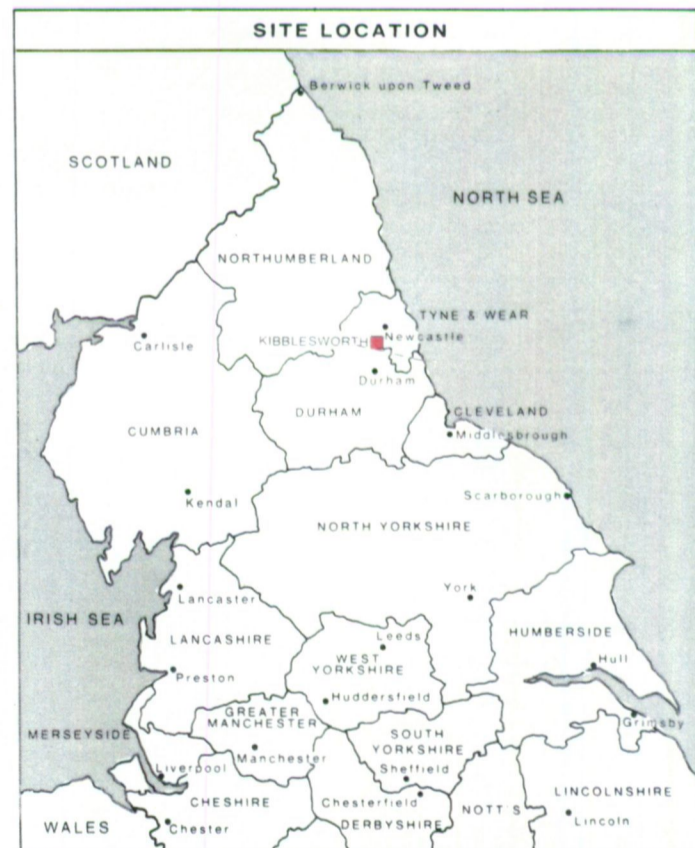 SITE LOCATION
Berwick upon Tweed
SCOTLAND
NORTH SEA
NORTHUMBERLAND
TYNE & WEAR
Newcastle
KIBBLESWORTH
Carlisle
Durham
DURHAM
CLEVELAND
CUMBRIA
Middlesbrough
Kendal
Scarborough
NORTH YORKSHIRE
York
Lancaster
IRISH SEA
LANCASHIRE
Leeds
HUMBERSIDE
WEST
YORKSHIRE
Hull
Preston
Huddersfield
GREATER
MANCHESTER
Grimsby
MERSEYSIDE
SOUTH
YORKSHIRE
Manchester
Liverpool
Sheffield
LINCOLNSHIRE
CHESHIRE
Chesterfield
NOTT'S
WALES
Chester
DERBYSHIRE
Lincoln